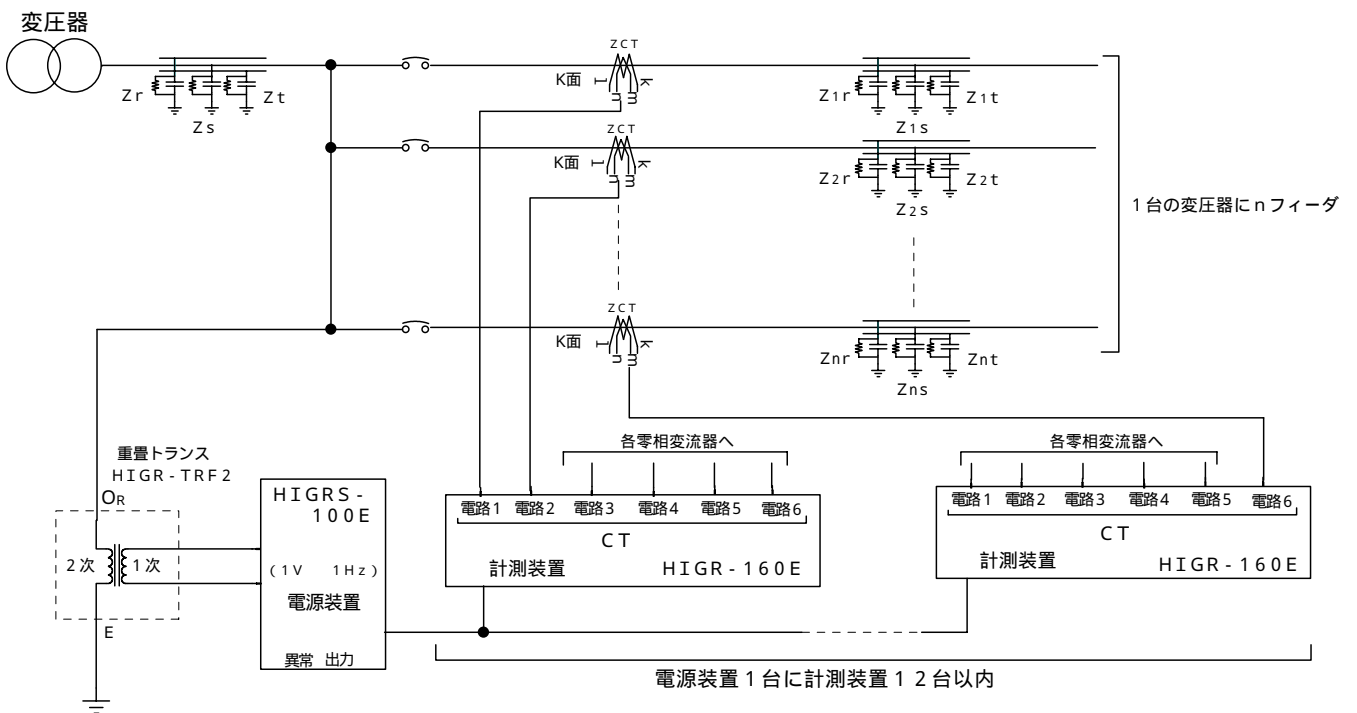 変圧器
Zr
Zs
Zt
ZCT
K面
l
k
n
m
Z1r
Z1s
Z1t
ZCT
K面
l
k
n
m
Z2r
Z2s
Z2t
1台の変圧器にnフィーダ
ZCT
K面
l
k
n
m
Znr
Zns
Znt
重畳トランス
HIGR-TRF2
OR
2次
1次
E
HIGRS-
100E
(1V 1Hz)
電源装置
異常 出力
各零相変流器へ
電路1 電路2 電路3 電路4 電路5 電路6
CT
計測装置 HIGR-160E
各零相変流器へ
電路1 電路2 電路3 電路4 電路5 電路6
CT
計測装置 HIGR-160E
電源装置1台に計測装置12台以内